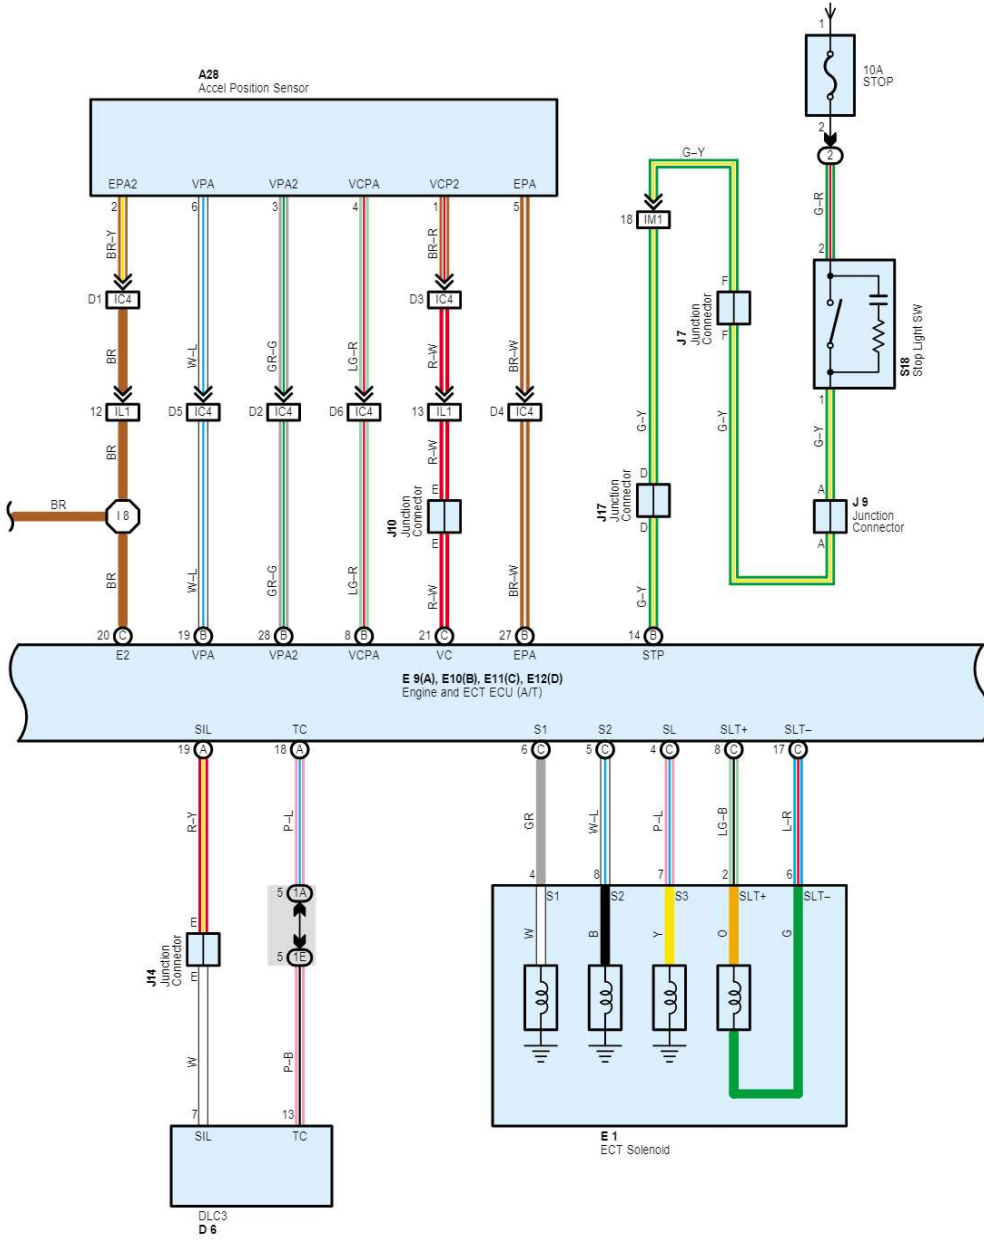 1
10A
STOP
2
2
G–R
2
S18
Stop Light SW
1
G–Y
A
J 9
Junction
Connector
A
A28
Accel Position Sensor
EPA2 VPA VPA2 VCPA VCP2 EPA
2 6 3 4 1 5
BR–Y BR–R
D1 IC4 D3 IC4
BR W–L GR–G LG–R R–W BR–W
12 IL1 D5 IC4 D2 IC4 D6 IC4 13 IL1 D4 IC4
BR R–W
BR I 8
E
J10
Junction
Connector
E
BR W–L GR–G LG–R R–W BR–W
G–Y
18 IM1
F
J 7
Junction
Connector
F
G–Y G–Y
D
J17
Junction
Connector
D
G–Y
20 C 19 B 28 B 8 B 21 C 27 B 14 B
E2 VPA VPA2 VCPA VC EPA STP
E 9(A), E10(B), E11(C), E12(D)
Engine and ECT ECU (A/T)
SIL TC S1 S2 SL SLT+ SLT–
19 A 18 A 6 C 5 C 4 C 8 C 17 C
R–Y P–L GR W–L P–L LG–B L–R
5 1A
5 1E
E
J14
Junction
Connector
E
W P–B
7 13
SIL TC
DLC3
D 6
4 8 7 2 6
S1 S2 S3 SLT+ SLT–
W B Y O G
E 1
ECT Solenoid